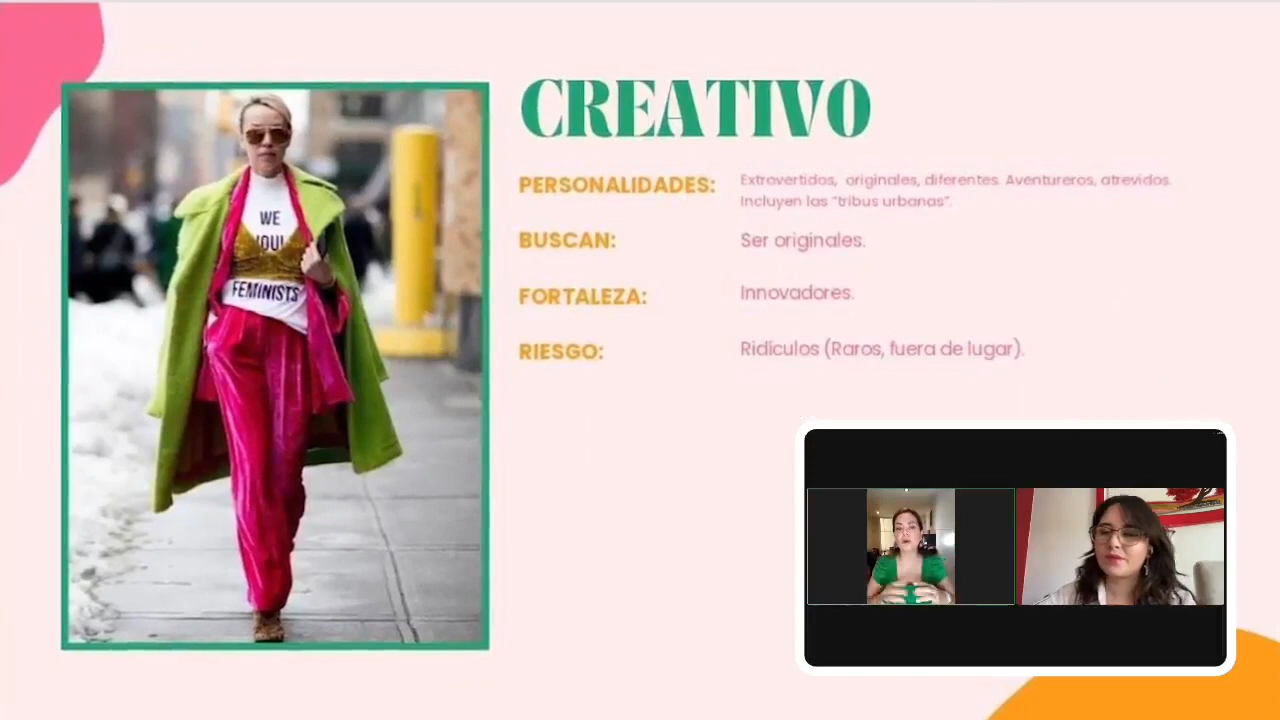 CREATIVO
PERSONALIDADES: Extrovertidos, originales, diferentes. Aventureros, atrevidos.
Incluyen las "tribus urbanas".
BUSCAN: Ser originales.
FORTALEZA: Innovadores.
RIESGO: Ridículos (Raros, fuera de lugar).
WE
FEMINISTS